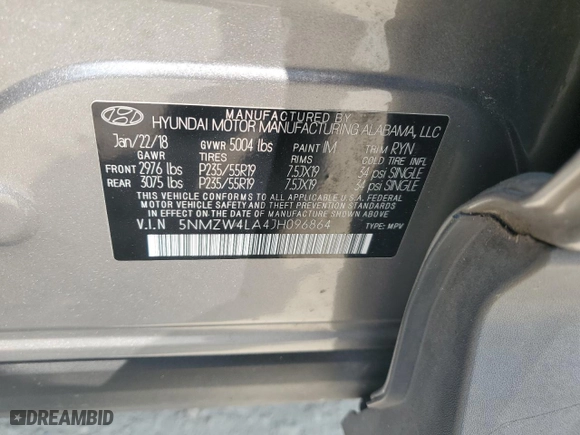 MANUFACTURED BY
HYUNDAI MOTOR MANUFACTURING ALABAMA, LLC
Jan/22/18 GVWR 5004 lbs PAINT IM TRIM RYN
GAWR TIRES RIMS COLD TIRE INFL
FRONT 2976 lbs P235/55R19 7.5JX19 34 psi SINGLE
REAR 3075 lbs P235/55R19 7.5JX19 34 psi SINGLE
THIS VEHICLE CONFORMS TO ALL APPLICABLE U.S.A. FEDERAL
MOTOR VEHICLE SAFETY AND THEFT PREVENTION STANDARDS
IN EFFECT ON THE DATE OF MANUFACTURE SHOWN ABOVE.
V.I.N 5NMZW4LA4JH096864 TYPE: MPV
DREAMBID